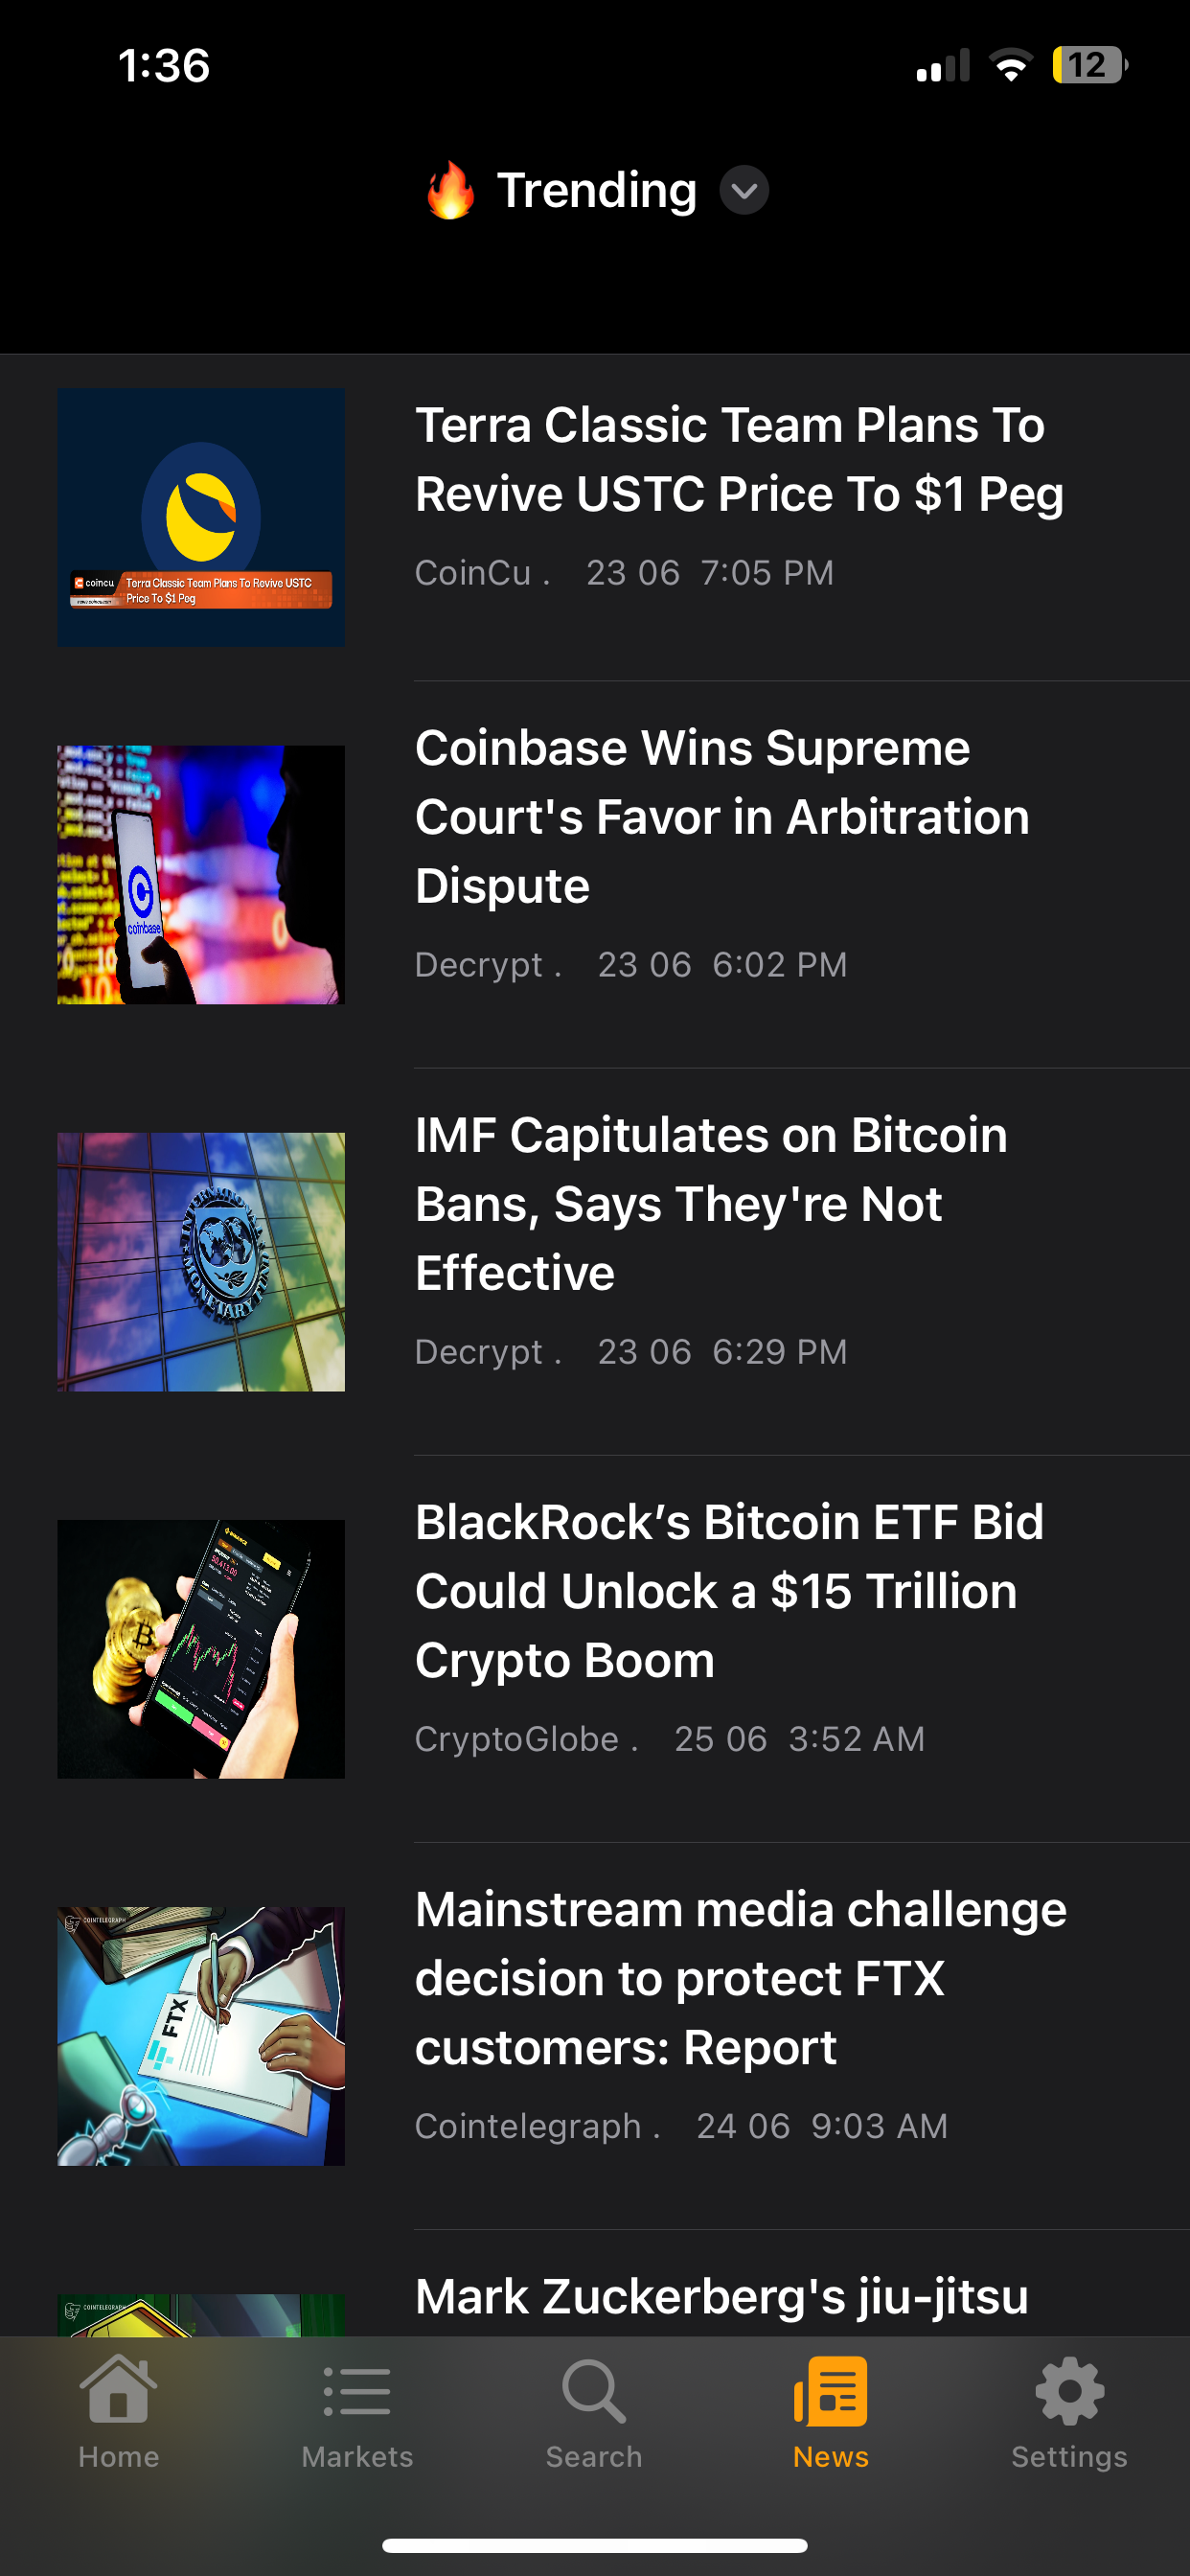 1:36
12
🔥 Trending
Terra Classic Team Plans To
Revive USTC Price To $1 Peg
CoinCu . 23 06 7:05 PM
coincu
Terra Classic Team Plans To Revive USTC
Price To $1 Peg
Coinbase Wins Supreme
Court's Favor in Arbitration
Dispute
Decrypt . 23 06 6:02 PM
coinbase
IMF Capitulates on Bitcoin
Bans, Says They're Not
Effective
Decrypt . 23 06 6:29 PM
INTERNATIONAL
MONETARY FUND
BlackRock’s Bitcoin ETF Bid
Could Unlock a $15 Trillion
Crypto Boom
CryptoGlobe . 25 06 3:52 AM
Mainstream media challenge
decision to protect FTX
customers: Report
Cointelegraph . 24 06 9:03 AM
COINTELEGRAPH
FTX
Mark Zuckerberg's jiu-jitsu
COINTELEGRAPH
Home
Markets
Search
News
Settings